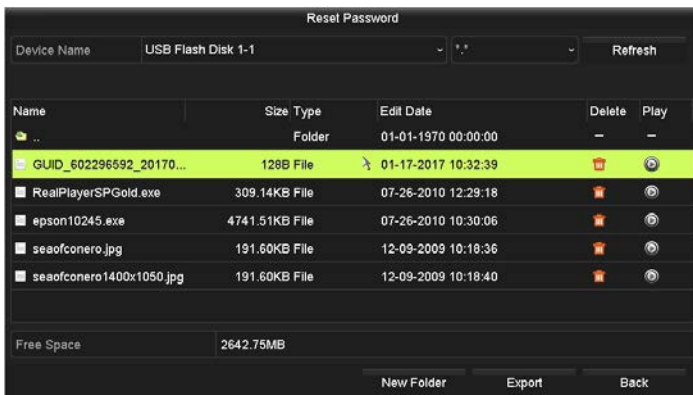 Reset Password
Device Name USB Flash Disk 1-1 *.* Refresh
Name Size Type Edit Date Delete Play
.. Folder 01-01-1970 00:00:00 – –
GUID_602296592_20170... 128B File 01-17-2017 10:32:39
RealPlayerSPGold.exe 309.14KB File 07-26-2010 12:29:18
epson10245.exe 4741.51KB File 07-26-2010 10:30:06
seaofconero.jpg 191.60KB File 12-09-2009 10:18:36
seaofconero1400x1050.jpg 191.60KB File 12-09-2009 10:18:40
Free Space 2642.75MB
New Folder Export Back